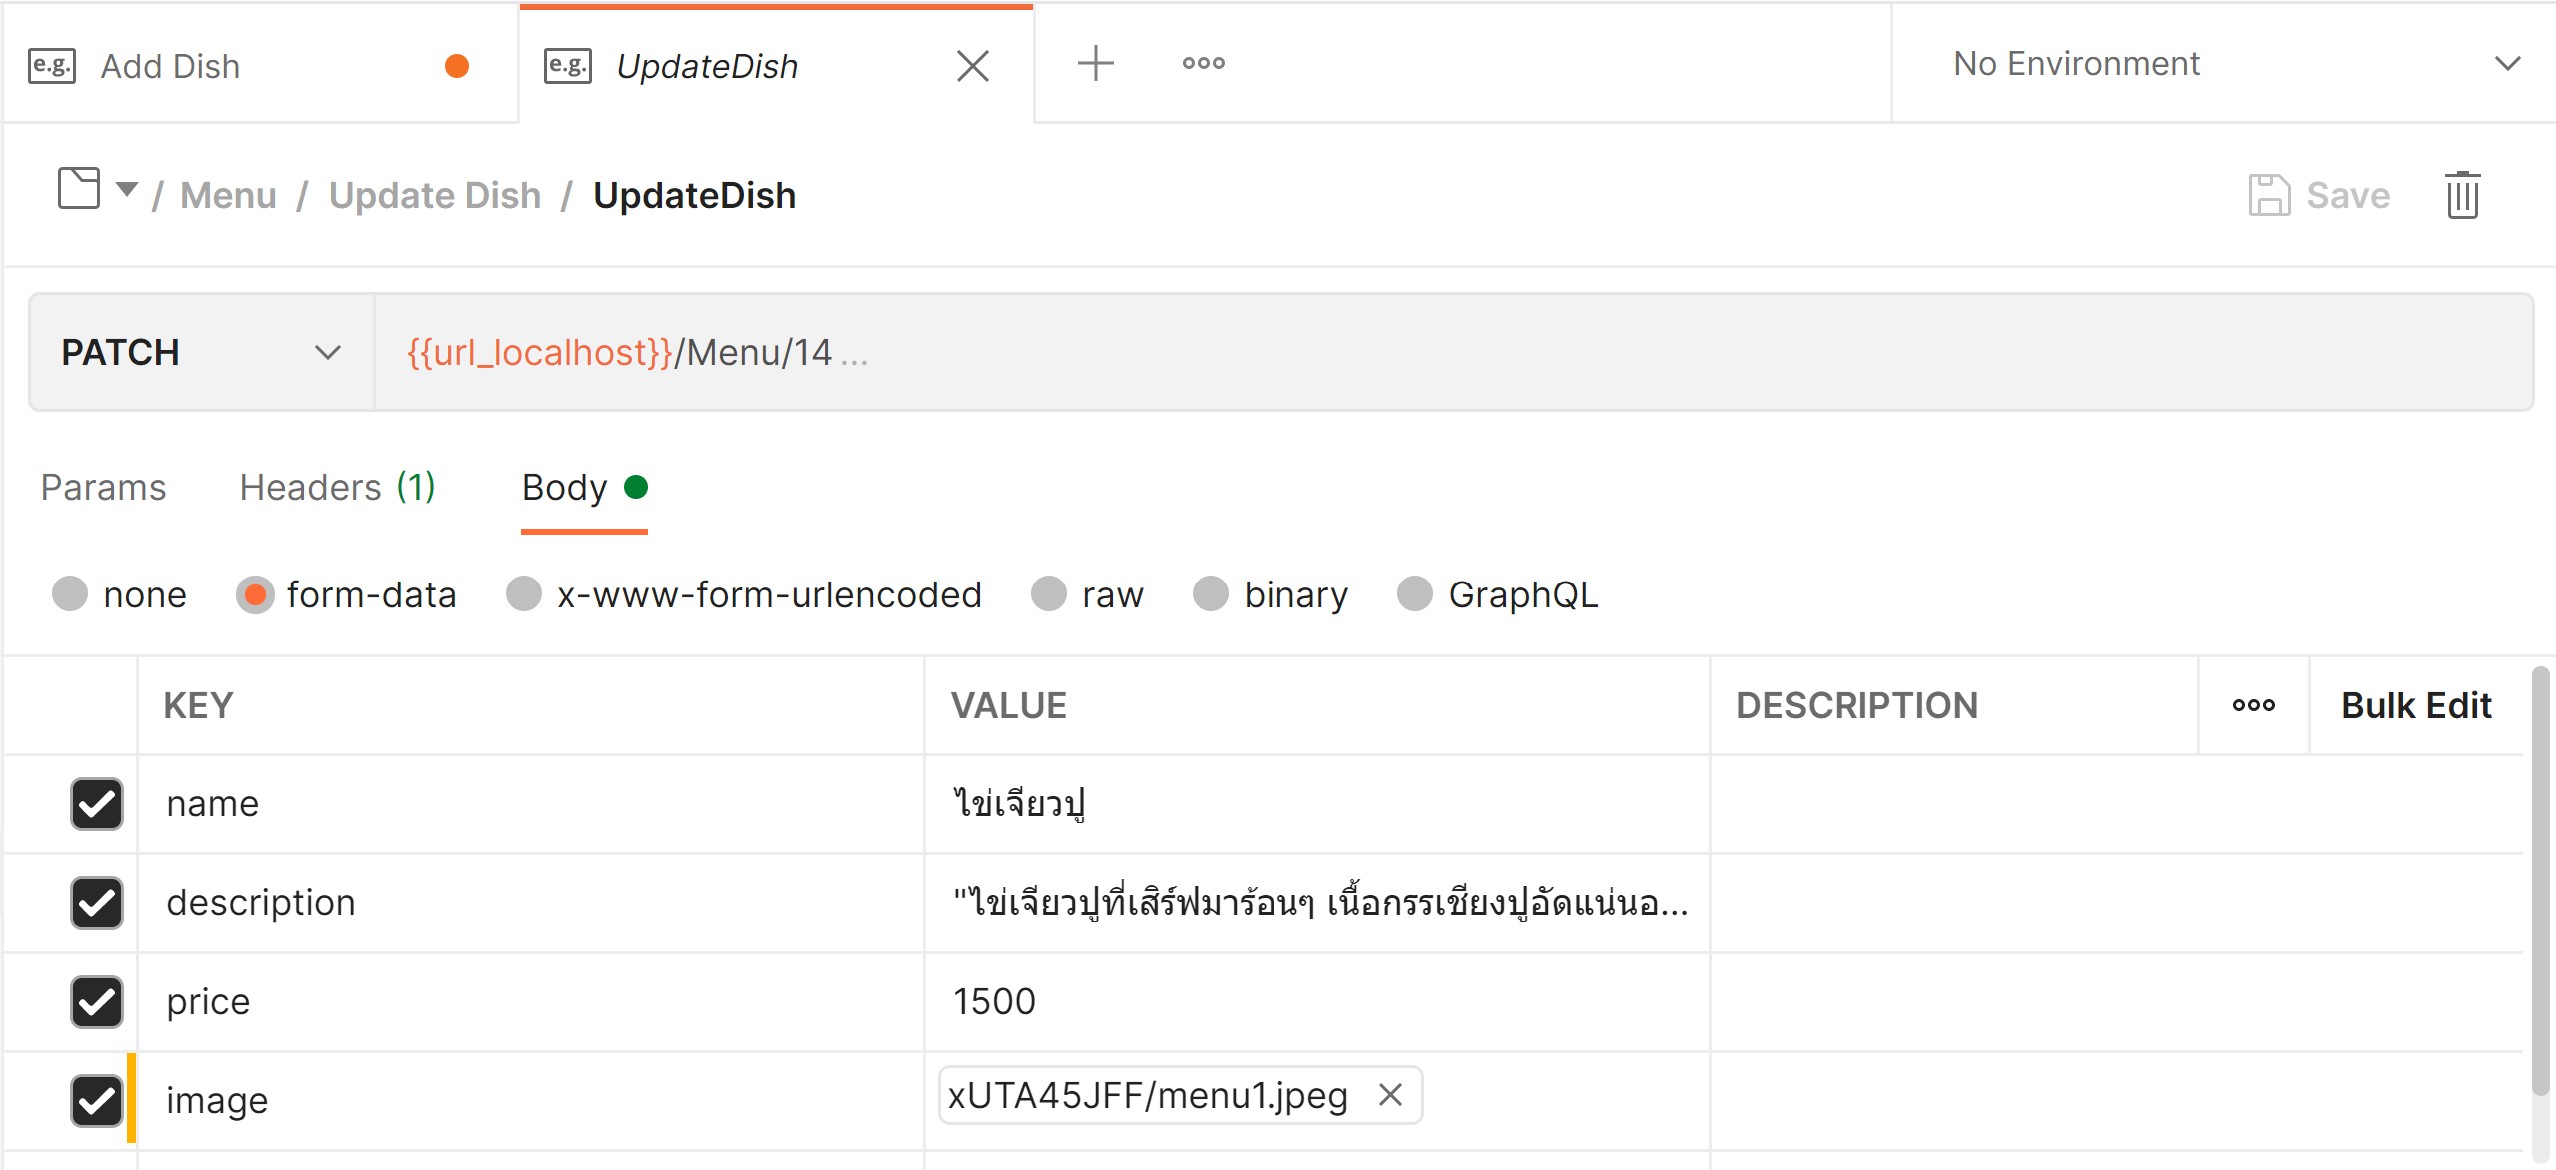 e.g. Add Dish e.g. UpdateDish No Environment
/ Menu / Update Dish / UpdateDish Save
PATCH {{url_localhost}}/Menu/14 ...
Params Headers (1) Body
none form-data x-www-form-urlencoded raw binary GraphQL
KEY VALUE DESCRIPTION Bulk Edit
name ไข่เจียวปู
description "ไข่เจียวปูที่เสิร์ฟมาร้อนๆ เนื้อกรรเชียงปูอัดแน่นอ...
price 1500
image xUTA45JFF/menu1.jpeg